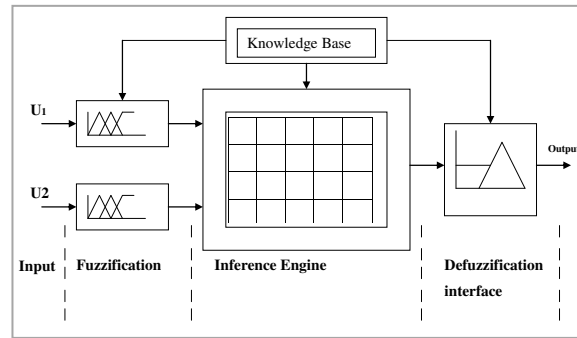 Knowledge Base
U1
U2
Output
Input
Fuzzification
Inference Engine
Defuzzification
interface